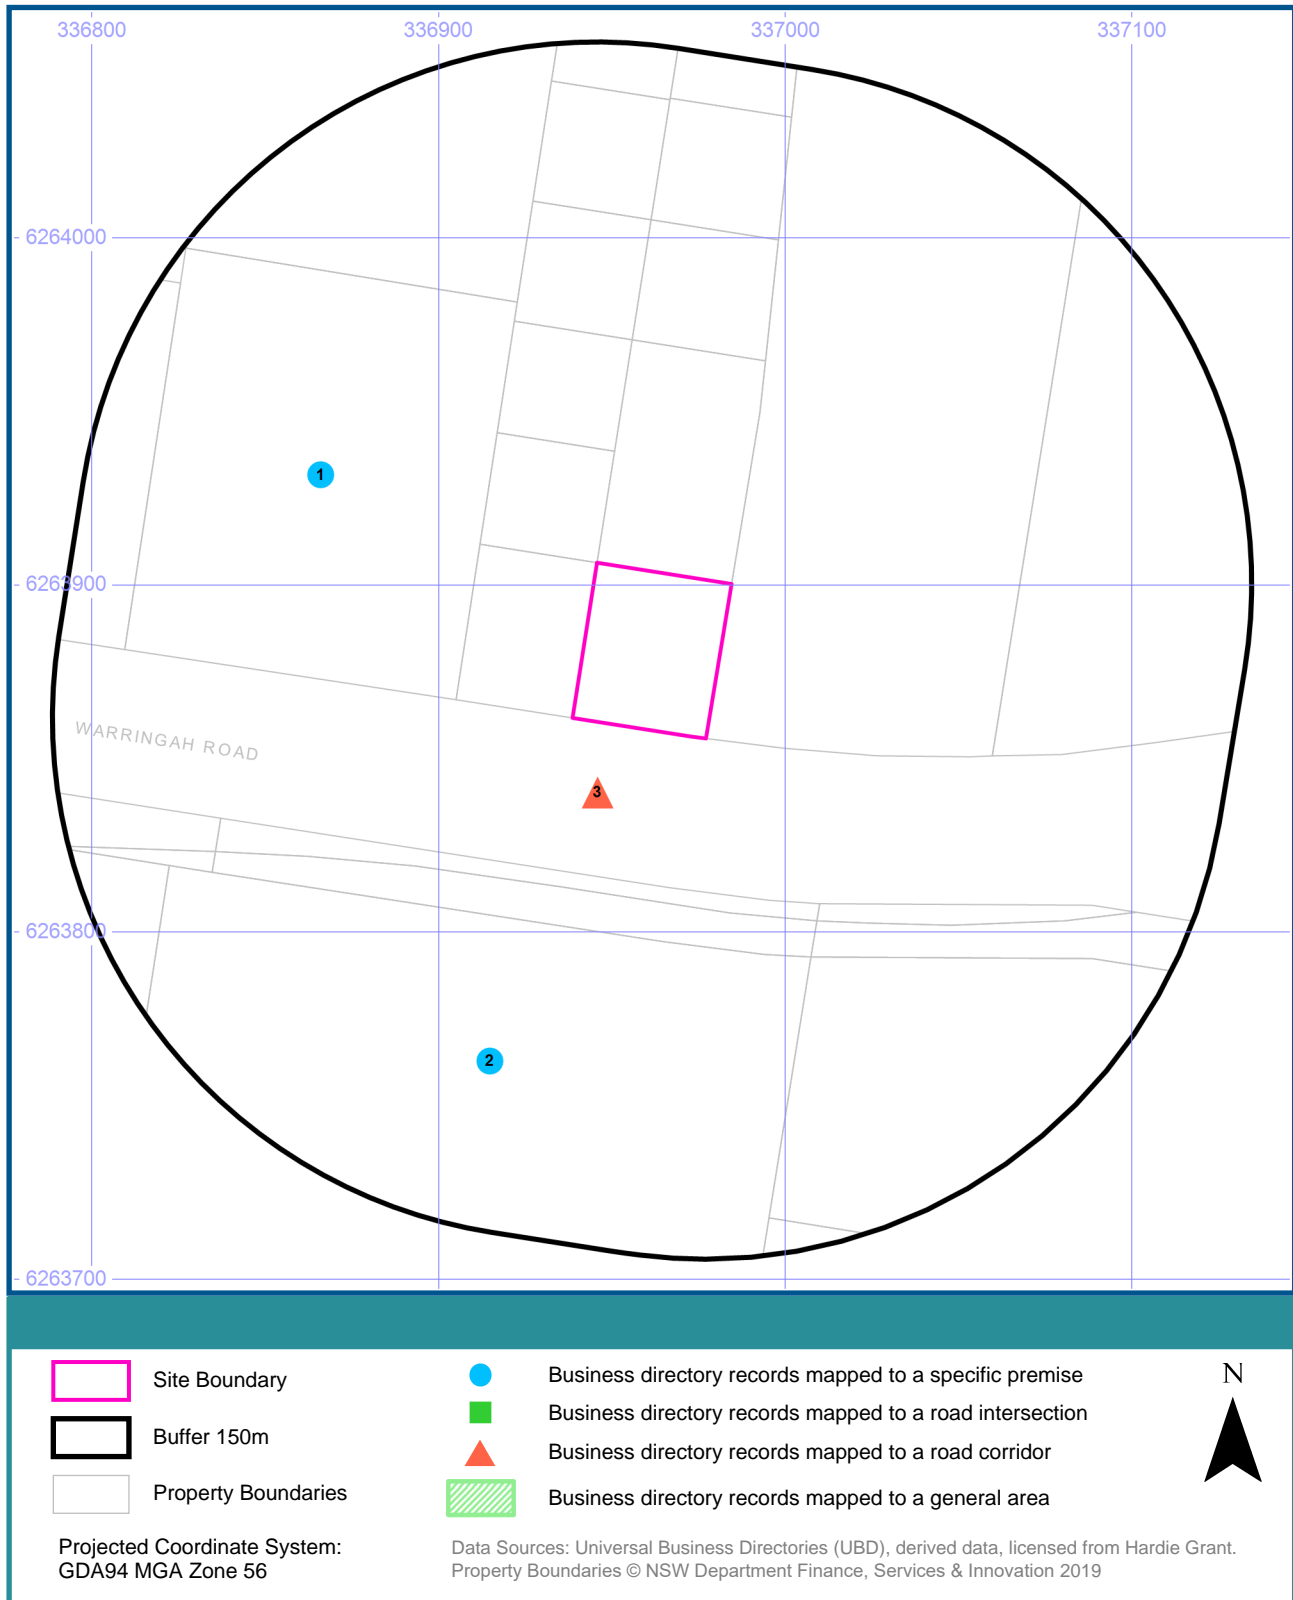 336800 336900 337000 337100
6264000
1
6263900
WARRINGAH ROAD
3
6263800
2
6263700
Site Boundary
Buffer 150m
Property Boundaries
Business directory records mapped to a specific premise
Business directory records mapped to a road intersection
Business directory records mapped to a road corridor
Business directory records mapped to a general area
N
Projected Coordinate System:
GDA94 MGA Zone 56
Data Sources: Universal Business Directories (UBD), derived data, licensed from Hardie Grant.
Property Boundaries © NSW Department Finance, Services & Innovation 2019